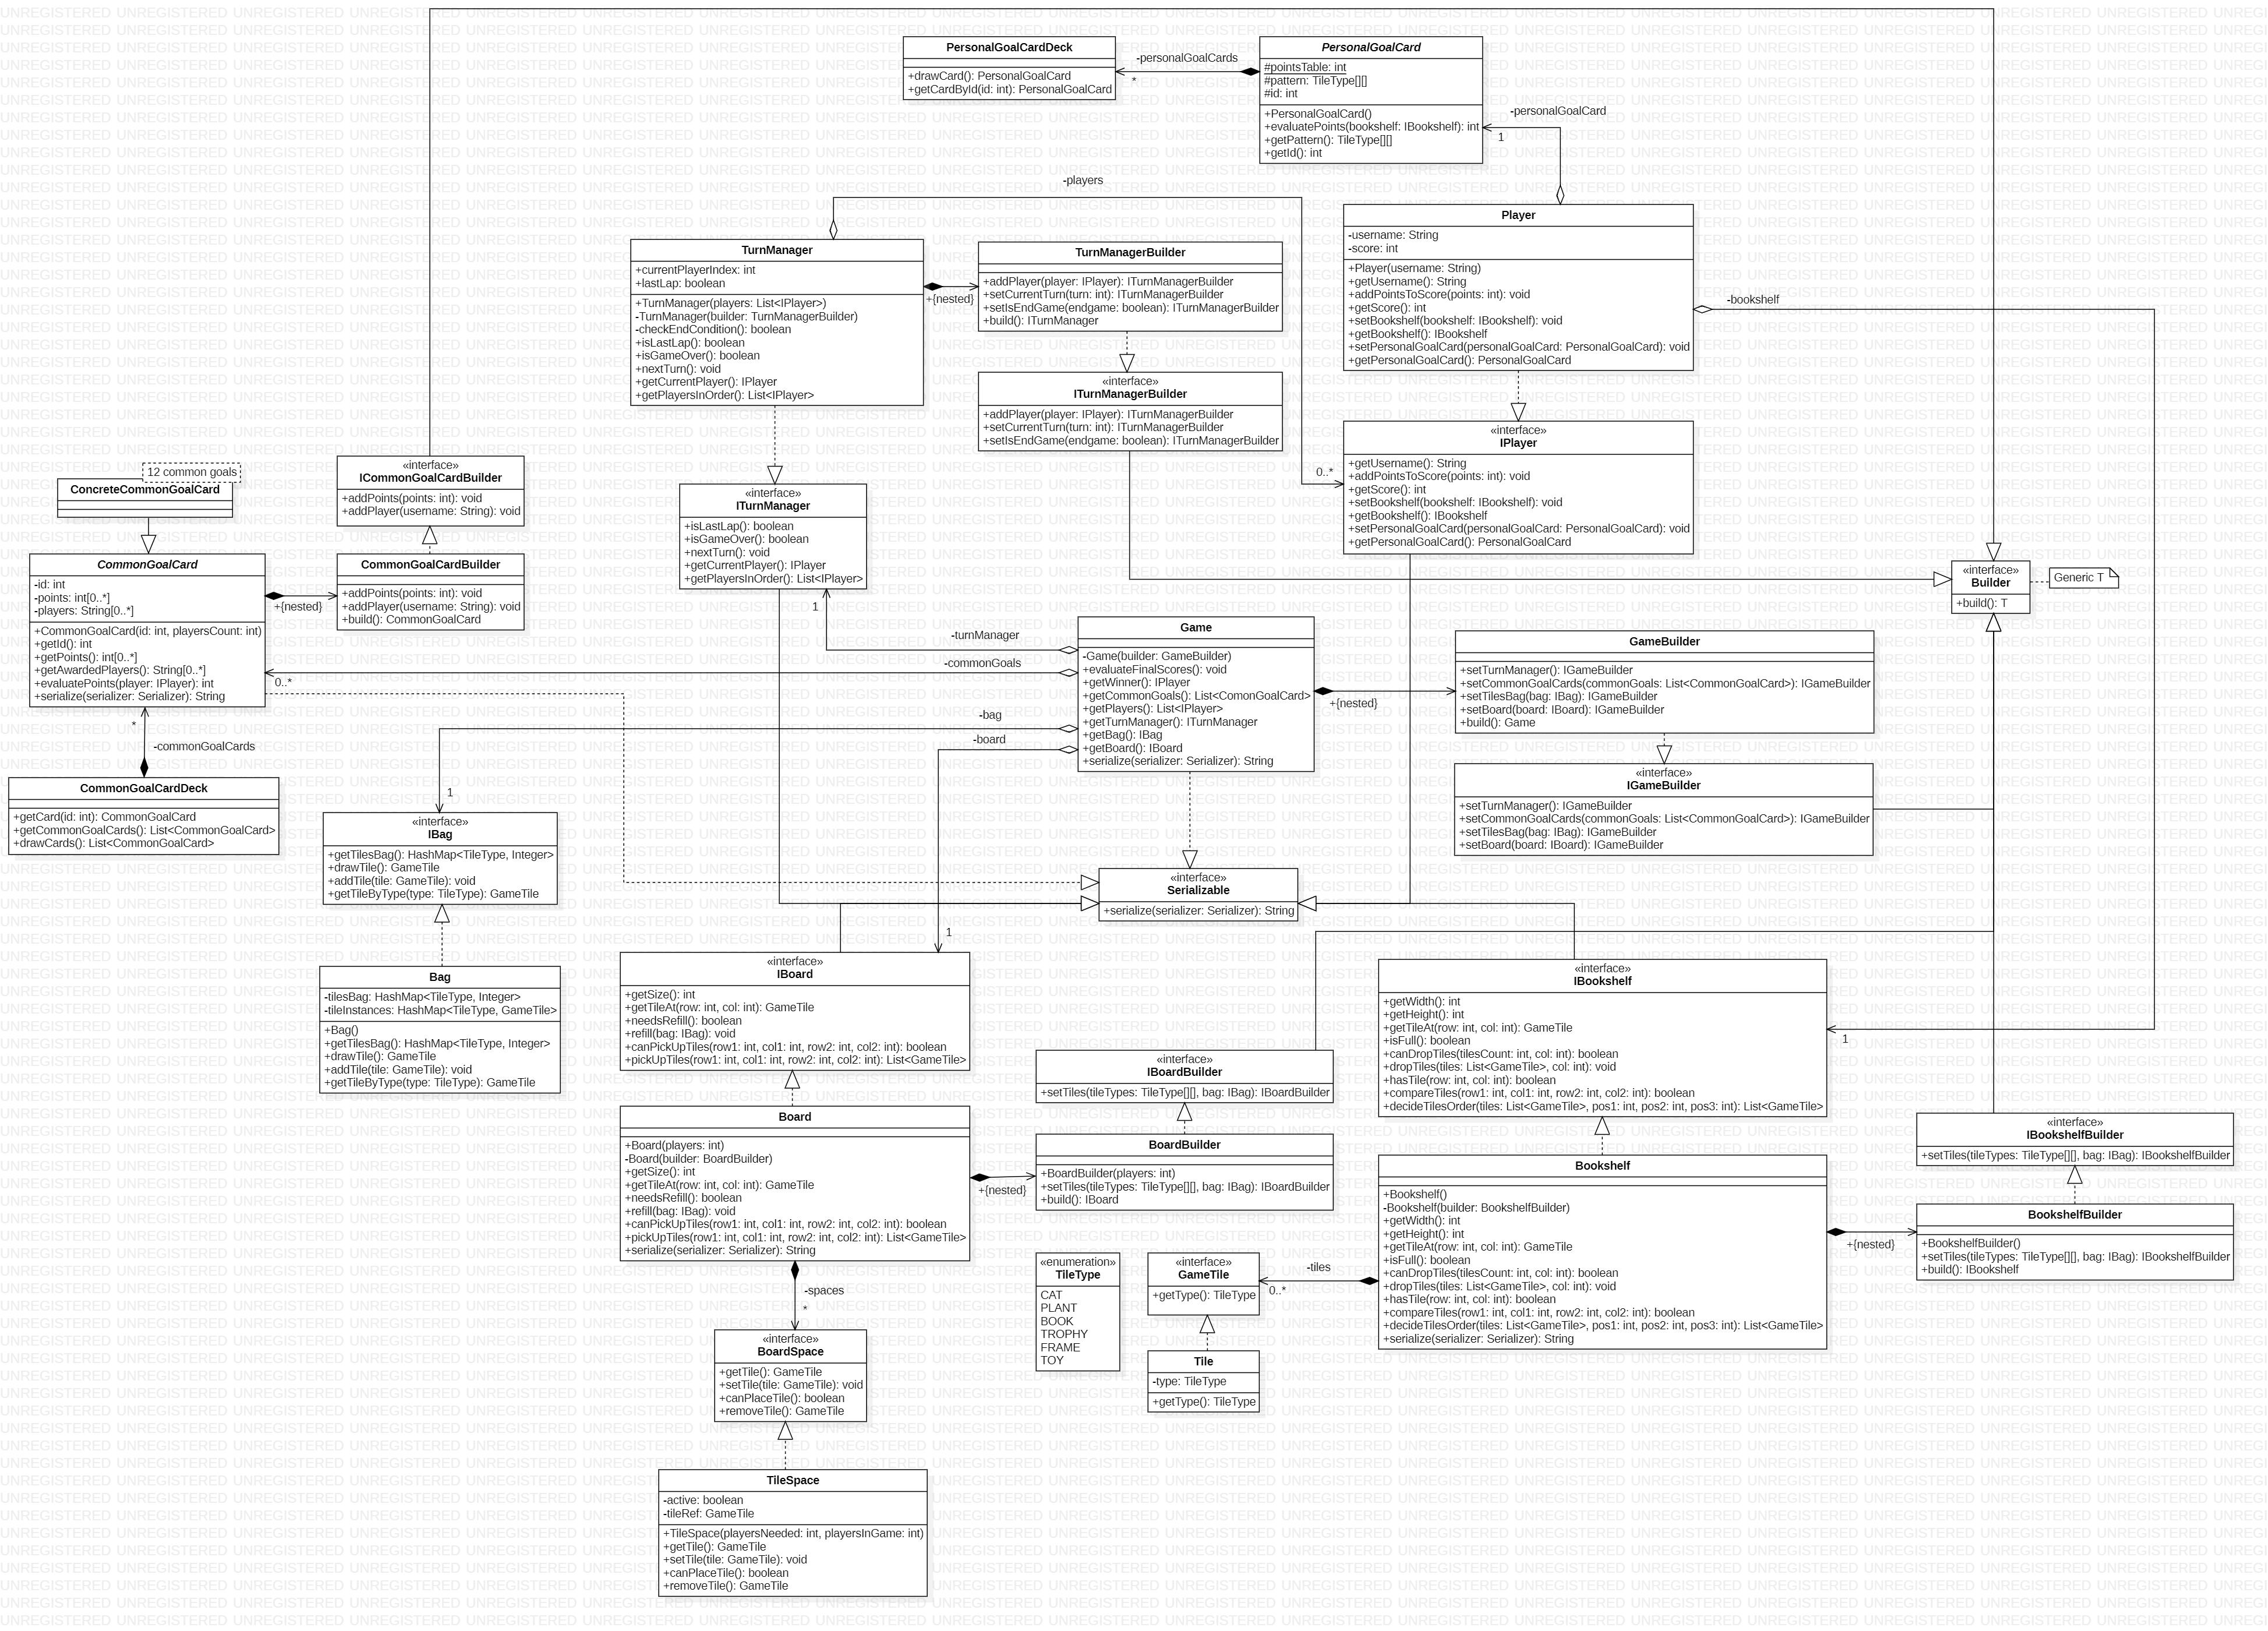 PersonalGoalCardDeck
+drawCard(): PersonalGoalCard
+getCardById(id: int): PersonalGoalCard
-personalGoalCards
*
PersonalGoalCard
#pointsTable: int
#pattern: TileType[][]
#id: int
+PersonalGoalCard()
+evaluatePoints(bookshelf: IBookshelf): int
+getPattern(): TileType[][]
+getId(): int
-personalGoalCard
1
-players
TurnManager
+currentPlayerIndex: int
+lastLap: boolean
+TurnManager(players: List<IPlayer>)
-TurnManager(builder: TurnManagerBuilder)
-checkEndCondition(): boolean
+isLastLap(): boolean
+isGameOver(): boolean
+nextTurn(): void
+getCurrentPlayer(): IPlayer
+getPlayersInOrder(): List<IPlayer>
+{nested}
TurnManagerBuilder
+addPlayer(player: IPlayer): ITurnManagerBuilder
+setCurrentTurn(turn: int): ITurnManagerBuilder
+setIsEndGame(endgame: boolean): ITurnManagerBuilder
+build(): ITurnManager
«interface»
ITurnManagerBuilder
+addPlayer(player: IPlayer): ITurnManagerBuilder
+setCurrentTurn(turn: int): ITurnManagerBuilder
+setIsEndGame(endgame: boolean): ITurnManagerBuilder
Player
-username: String
-score: int
+Player(username: String)
+getUsername(): String
+addPointsToScore(points: int): void
+getScore(): int
+setBookshelf(bookshelf: IBookshelf): void
+getBookshelf(): IBookshelf
+setPersonalGoalCard(personalGoalCard: PersonalGoalCard): void
+getPersonalGoalCard(): PersonalGoalCard
-bookshelf
«interface»
IPlayer
+getUsername(): String
+addPointsToScore(points: int): void
+getScore(): int
+setBookshelf(bookshelf: IBookshelf): void
+getBookshelf(): IBookshelf
+setPersonalGoalCard(personalGoalCard: PersonalGoalCard): void
+getPersonalGoalCard(): PersonalGoalCard
0..*
12 common goals
ConcreteCommonGoalCard
«interface»
ICommonGoalCardBuilder
+addPoints(points: int): void
+addPlayer(username: String): void
«interface»
ITurnManager
+isLastLap(): boolean
+isGameOver(): boolean
+nextTurn(): void
+getCurrentPlayer(): IPlayer
+getPlayersInOrder(): List<IPlayer>
1
CommonGoalCard
-id: int
-points: int[0..*]
-players: String[0..*]
+CommonGoalCard(id: int, playersCount: int)
+getId(): int
+getPoints(): int[0..*]
+getAwardedPlayers(): String[0..*]
+evaluatePoints(player: IPlayer): int
+serialize(serializer: Serializer): String
+{nested}
CommonGoalCardBuilder
+addPoints(points: int): void
+addPlayer(username: String): void
+build(): CommonGoalCard
«interface»
Builder
+build(): T
Generic T
-turnManager
-commonGoals
0..*
-bag
-board
Game
-Game(builder: GameBuilder)
+evaluateFinalScores(): void
+getWinner(): IPlayer
+getCommonGoals(): List<ComonGoalCard>
+getPlayers(): List<IPlayer>
+getTurnManager(): ITurnManager
+getBag(): IBag
+getBoard(): IBoard
+serialize(serializer: Serializer): String
+{nested}
GameBuilder
+setTurnManager(): IGameBuilder
+setCommonGoalCards(commonGoals: List<CommonGoalCard>): IGameBuilder
+setTilesBag(bag: IBag): IGameBuilder
+setBoard(board: IBoard): IGameBuilder
+build(): Game
«interface»
IGameBuilder
+setTurnManager(): IGameBuilder
+setCommonGoalCards(commonGoals: List<CommonGoalCard>): IGameBuilder
+setTilesBag(bag: IBag): IGameBuilder
+setBoard(board: IBoard): IGameBuilder
*
-commonGoalCards
CommonGoalCardDeck
+getCard(id: int): CommonGoalCard
+getCommonGoalCards(): List<CommonGoalCard>
+drawCards(): List<CommonGoalCard>
1
«interface»
IBag
+getTilesBag(): HashMap<TileType, Integer>
+drawTile(): GameTile
+addTile(tile: GameTile): void
+getTileByType(type: TileType): GameTile
«interface»
Serializable
+serialize(serializer: Serializer): String
Bag
-tilesBag: HashMap<TileType, Integer>
-tileInstances: HashMap<TileType, GameTile>
+Bag()
+getTilesBag(): HashMap<TileType, Integer>
+drawTile(): GameTile
+addTile(tile: GameTile): void
+getTileByType(type: TileType): GameTile
1
«interface»
IBoard
+getSize(): int
+getTileAt(row: int, col: int): GameTile
+needsRefill(): boolean
+refill(bag: IBag): void
+canPickUpTiles(row1: int, col1: int, row2: int, col2: int): boolean
+pickUpTiles(row1: int, col1: int, row2: int, col2: int): List<GameTile>
«interface»
IBookshelf
+getWidth(): int
+getHeight(): int
+getTileAt(row: int, col: int): GameTile
+isFull(): boolean
+canDropTiles(tilesCount: int, col: int): boolean
+dropTiles(tiles: List<GameTile>, col: int): void
+hasTile(row: int, col: int): boolean
+compareTiles(row1: int, col1: int, row2: int, col2: int): boolean
+decideTilesOrder(tiles: List<GameTile>, pos1: int, pos2: int, pos3: int): List<GameTile>
1
«interface»
IBoardBuilder
+setTiles(tileTypes: TileType[][], bag: IBag): IBoardBuilder
Board
+Board(players: int)
-Board(builder: BoardBuilder)
+getSize(): int
+getTileAt(row: int, col: int): GameTile
+needsRefill(): boolean
+refill(bag: IBag): void
+canPickUpTiles(row1: int, col1: int, row2: int, col2: int): boolean
+pickUpTiles(row1: int, col1: int, row2: int, col2: int): List<GameTile>
+serialize(serializer: Serializer): String
+{nested}
BoardBuilder
+BoardBuilder(players: int)
+setTiles(tileTypes: TileType[][], bag: IBag): IBoardBuilder
+build(): IBoard
«interface»
IBookshelfBuilder
+setTiles(tileTypes: TileType[][], bag: IBag): IBookshelfBuilder
Bookshelf
+Bookshelf()
-Bookshelf(builder: BookshelfBuilder)
+getWidth(): int
+getHeight(): int
+getTileAt(row: int, col: int): GameTile
+isFull(): boolean
+canDropTiles(tilesCount: int, col: int): boolean
+dropTiles(tiles: List<GameTile>, col: int): void
+hasTile(row: int, col: int): boolean
+compareTiles(row1: int, col1: int, row2: int, col2: int): boolean
+decideTilesOrder(tiles: List<GameTile>, pos1: int, pos2: int, pos3: int): List<GameTile>
+serialize(serializer: Serializer): String
+{nested}
BookshelfBuilder
+BookshelfBuilder()
+setTiles(tileTypes: TileType[][], bag: IBag): IBookshelfBuilder
+build(): IBookshelf
«enumeration»
TileType
CAT
PLANT
BOOK
TROPHY
FRAME
TOY
«interface»
GameTile
+getType(): TileType
-tiles
0..*
Tile
-type: TileType
+getType(): TileType
-spaces
*
«interface»
BoardSpace
+getTile(): GameTile
+setTile(tile: GameTile): void
+canPlaceTile(): boolean
+removeTile(): GameTile
TileSpace
-active: boolean
-tileRef: GameTile
+TileSpace(playersNeeded: int, playersInGame: int)
+getTile(): GameTile
+setTile(tile: GameTile): void
+canPlaceTile(): boolean
+removeTile(): GameTile